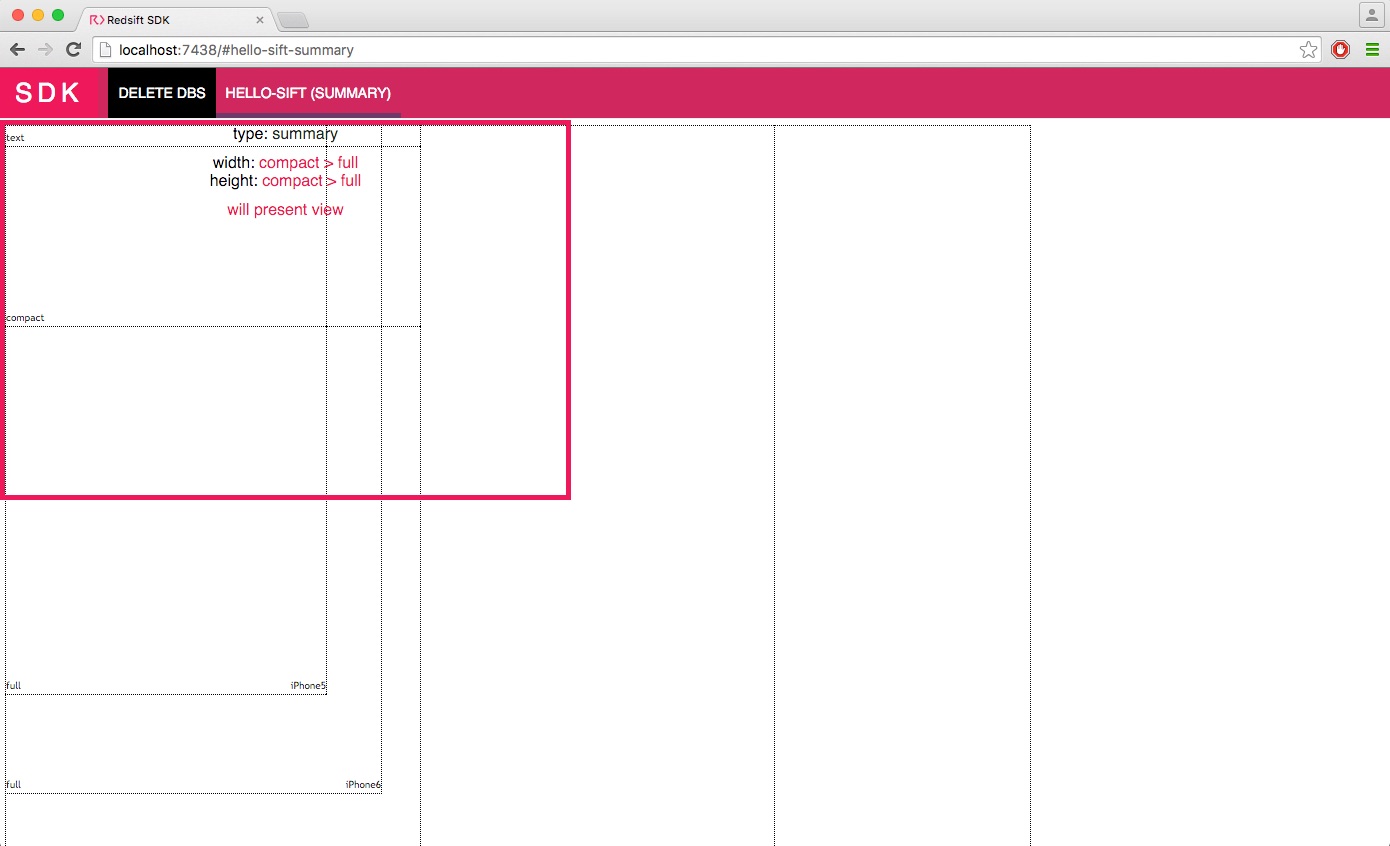 Redsift SDK
localhost:7438/#hello-sift-summary
SDK
DELETE DBS
HELLO-SIFT (SUMMARY)
text
type: summary
width: compact > full
height: compact > full
will present view
compact
full
iPhone5
full
iPhone6